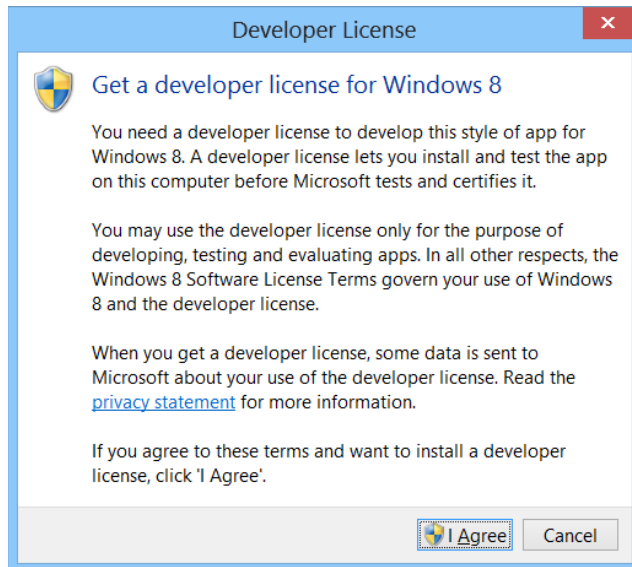 Developer License
Get a developer license for Windows 8
You need a developer license to develop this style of app for
Windows 8. A developer license lets you install and test the app
on this computer before Microsoft tests and certifies it.
You may use the developer license only for the purpose of
developing, testing and evaluating apps. In all other respects, the
Windows 8 Software License Terms govern your use of Windows
8 and the developer license.
When you get a developer license, some data is sent to
Microsoft about your use of the developer license. Read the
privacy statement for more information.
If you agree to these terms and want to install a developer
license, click 'I Agree'.
I Agree Cancel